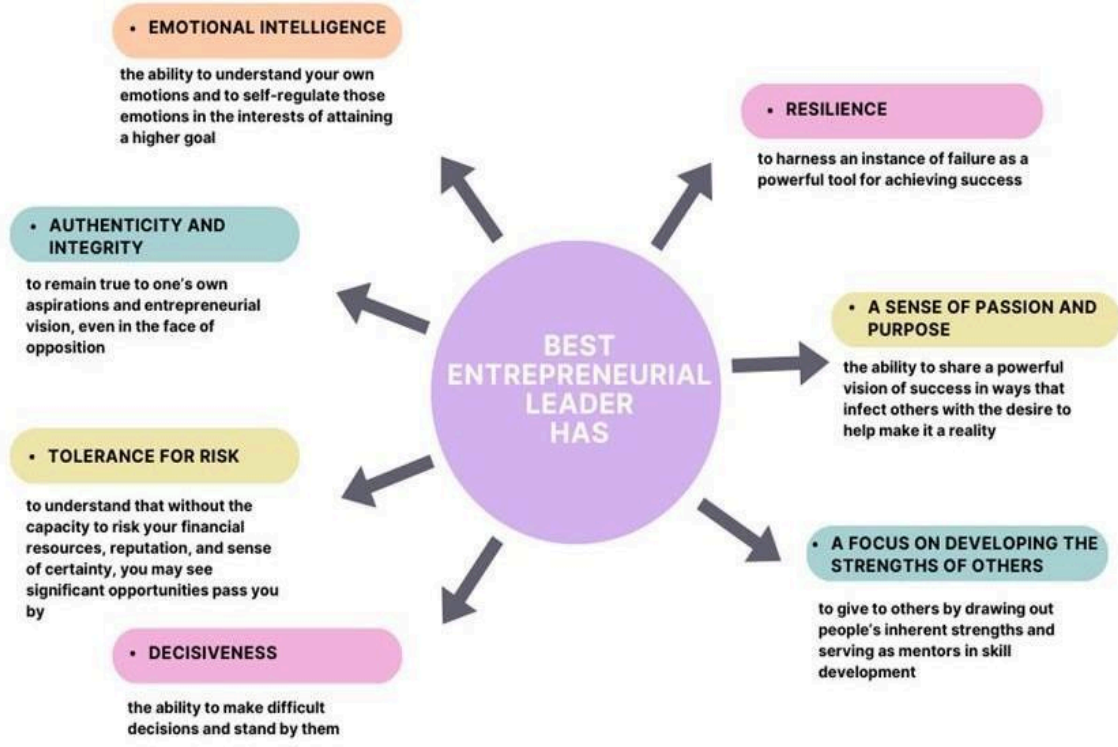 • EMOTIONAL INTELLIGENCE
the ability to understand your own
emotions and to self-regulate those
emotions in the interests of attaining
a higher goal
• AUTHENTICITY AND
INTEGRITY
to remain true to one's own
aspirations and entrepreneurial
vision, even in the face of
opposition
• TOLERANCE FOR RISK
to understand that without the
capacity to risk your financial
resources, reputation, and sense
of certainty, you may see
significant opportunities pass you
by
• DECISIVENESS
the ability to make difficult
decisions and stand by them
BEST
ENTREPRENEURIAL
LEADER
HAS
• RESILIENCE
to harness an instance of failure as a
powerful tool for achieving success
• A SENSE OF PASSION AND
PURPOSE
the ability to share a powerful
vision of success in ways that
infect others with the desire to
help make it a reality
• A FOCUS ON DEVELOPING THE
STRENGTHS OF OTHERS
to give to others by drawing out
people's inherent strengths and
serving as mentors in skill
development